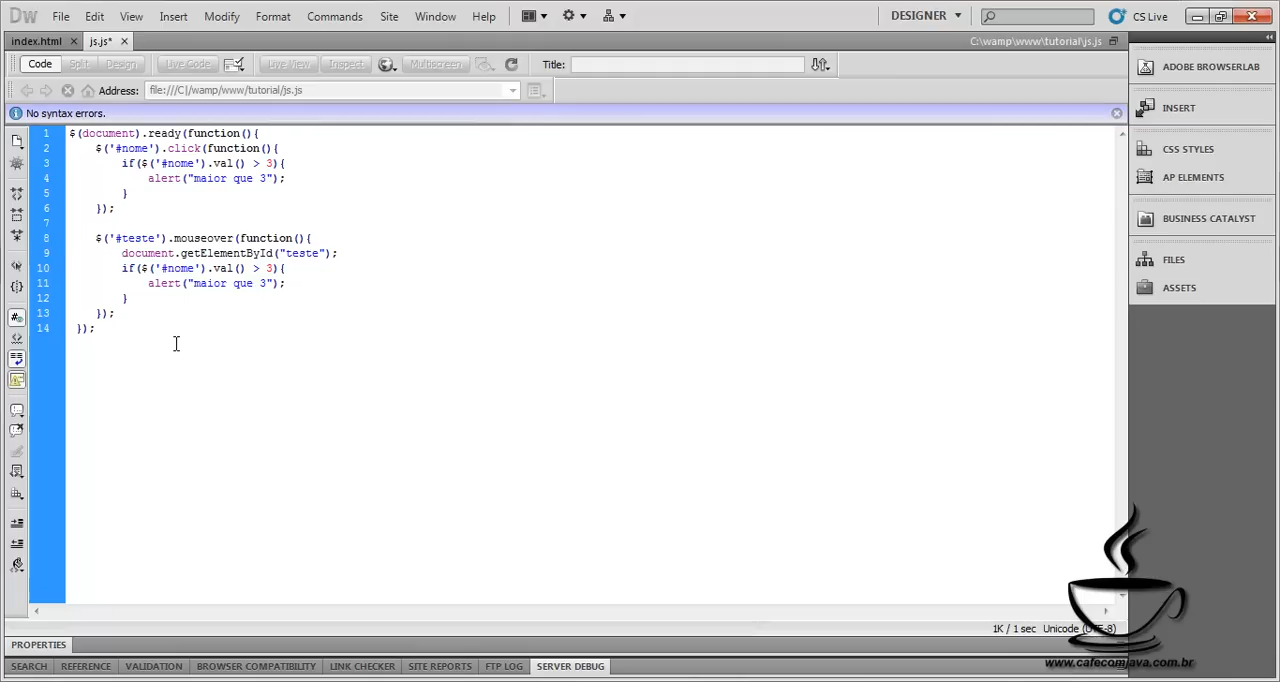 Dw File Edit View Insert Modify Format Commands Site Window Help DESIGNER CS Live
index.html js.js* C:\wamp\www\tutorial\js.js
Code Split Design Live Code Live View Inspect Multiscreen Title:
Address: file:///C|/wamp/www/tutorial/js.js
No syntax errors.
1 $(document).ready(function(){
2 $('#nome').click(function(){
3 if($('#nome').val() > 3){
4 alert("maior que 3");
5 }
6 });
7
8 $('#teste').mouseover(function(){
9 document.getElementById("teste");
10 if($('#nome').val() > 3){
11 alert("maior que 3");
12 }
13 });
14 });
ADOBE BROWSERLAB
INSERT
CSS STYLES
AP ELEMENTS
BUSINESS CATALYST
FILES
ASSETS
1K / 1 sec Unicode (UTF-8)
PROPERTIES
www.cafecomjava.com.br
SEARCH REFERENCE VALIDATION BROWSER COMPATIBILITY LINK CHECKER SITE REPORTS FTP LOG SERVER DEBUG